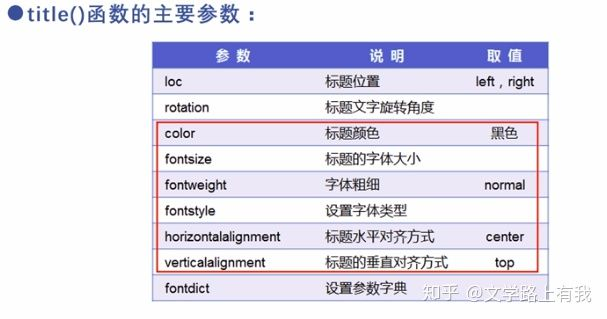 ●title()函数的主要参数：
参数 说明 取值
loc 标题位置 left , right
rotation 标题文字旋转角度
color 标题颜色 黑色
fontsize 标题的字体大小
fontweight 字体粗细 normal
fontstyle 设置字体类型
horizontalalignment 标题水平对齐方式 center
verticalalignment 标题的垂直对齐方式 top
fontdict 设置参数字典
知乎 @文学路上有我